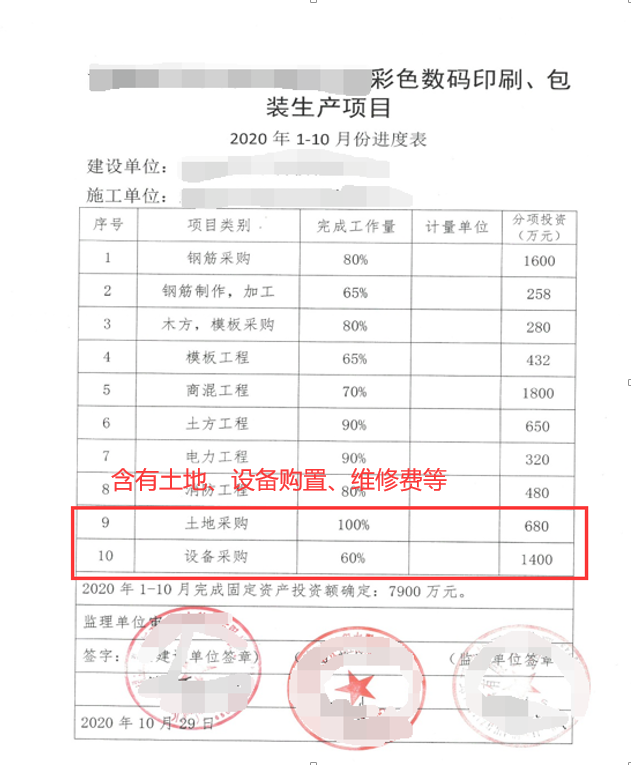 彩色数码印刷、包
装生产项目
2020 年 1-10 月份进度表
建设单位：
施工单位：
序号 项目类别 完成工作量 计量单位 分项投资（万元）
1 钢筋采购 80% 1600
2 钢筋制作，加工 65% 258
3 木方，模板采购 80% 280
4 模板工程 65% 432
5 商混工程 70% 1800
6 土方工程 90% 650
7 电力工程 90% 320
含有土地、设备购置、维修费等
8 消防工程 80% 480
9 土地采购 100% 680
10 设备采购 60% 1400
2020 年 1-10 月完成固定资产投资额确定：7900 万元。
监理单位审
签字： 建设单位签章） （ （监理单位签章
2020 年 10 月 29 日